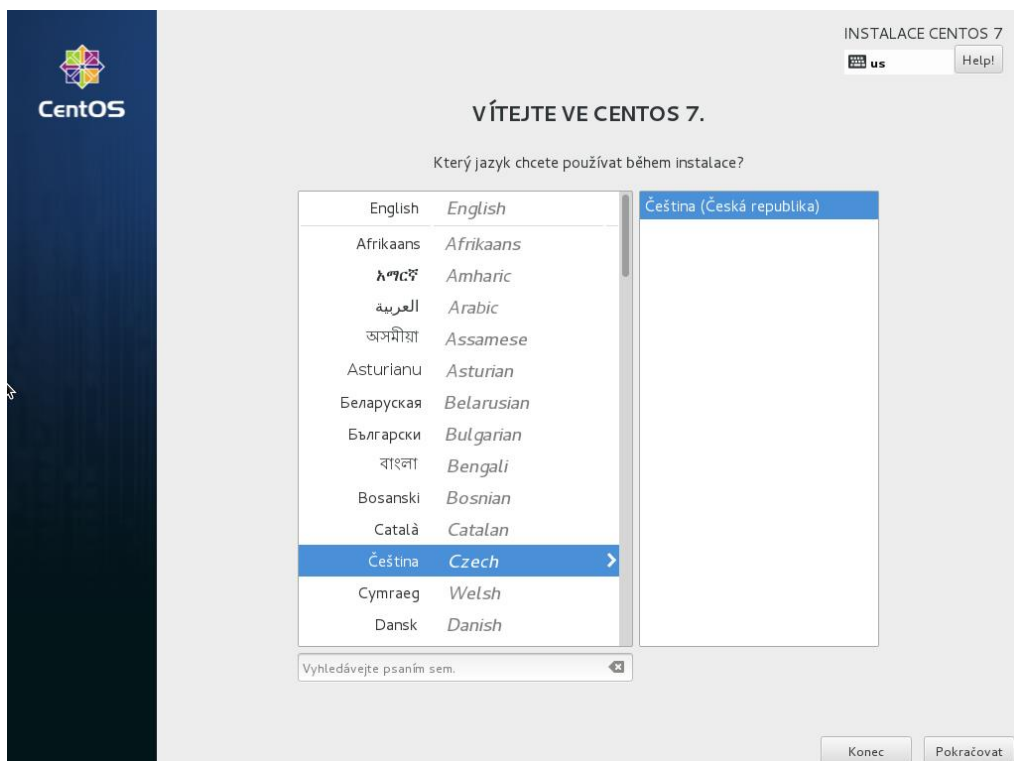 INSTALACE CENTOS 7
us
Help!
CentOS
VÍTEJTE VE CENTOS 7.
Který jazyk chcete používat během instalace?
English English
Afrikaans Afrikaans
አማርኛ Amharic
العربية Arabic
অসমীয়া Assamese
Asturianu Asturian
Беларуская Belarusian
Български Bulgarian
বাংলা Bengali
Bosanski Bosnian
Català Catalan
Čeština Czech
Cymraeg Welsh
Dansk Danish
Čeština (Česká republika)
Vyhledávejte psaním sem.
Konec
Pokračovat